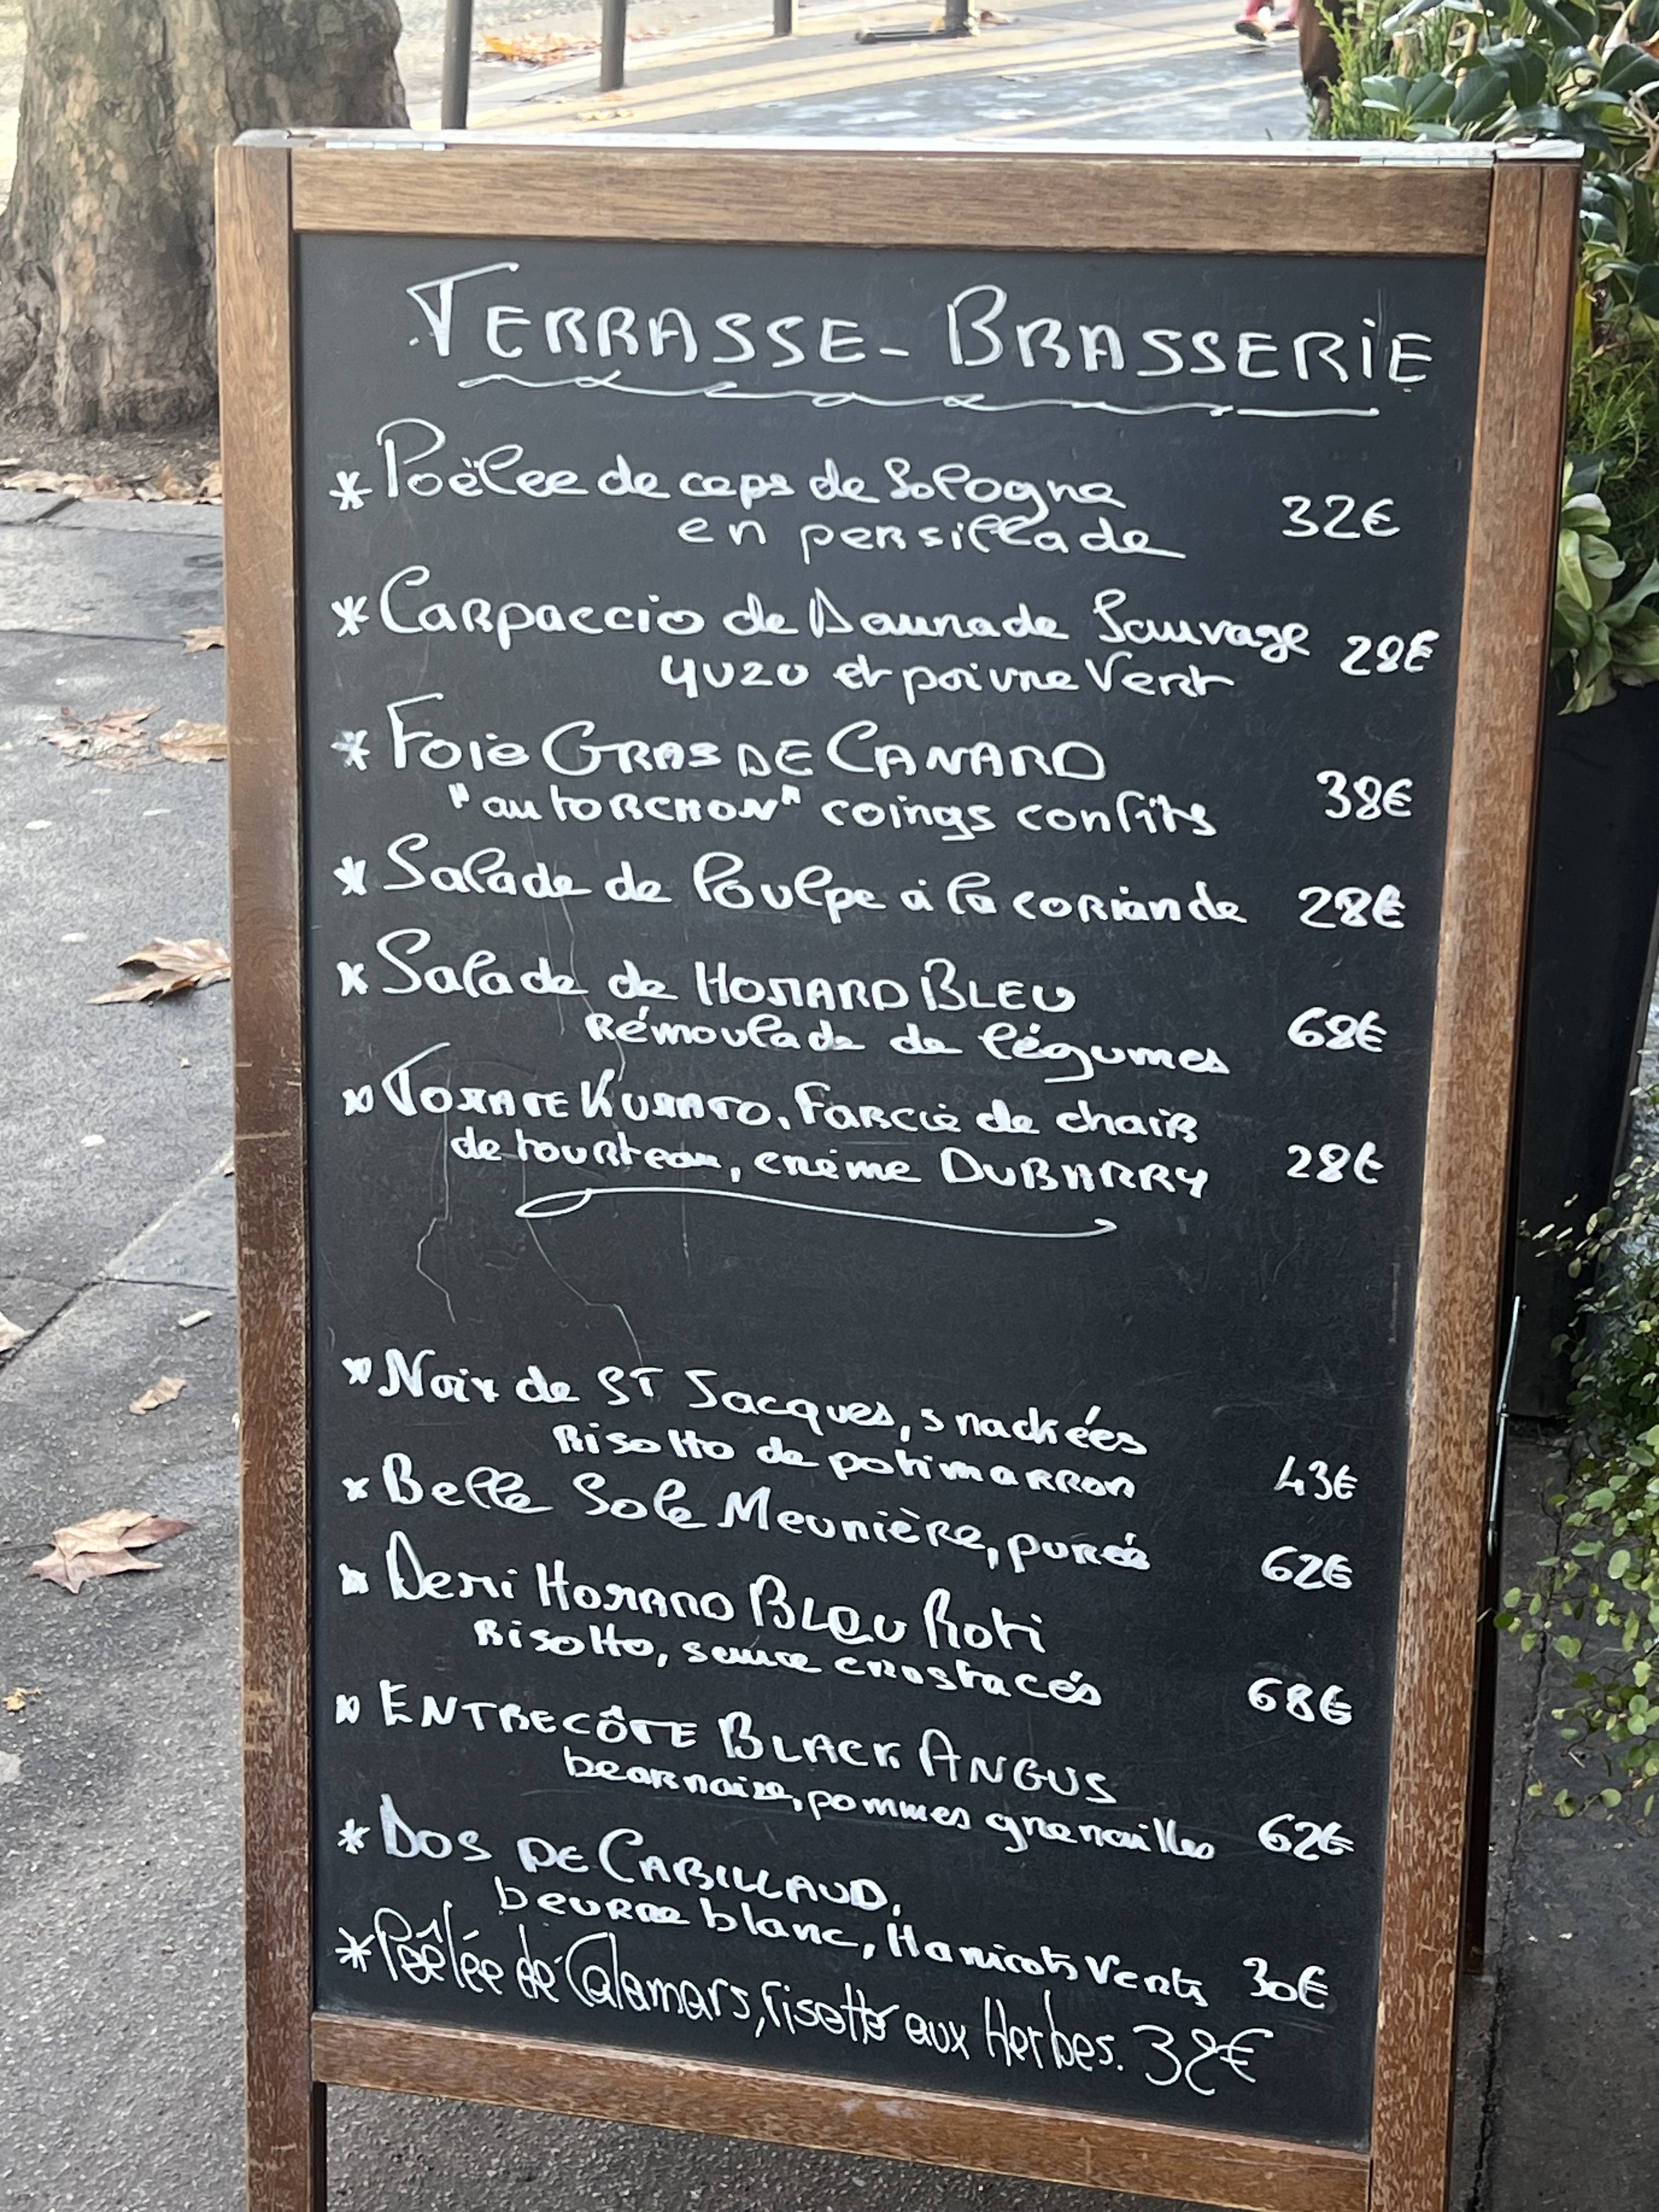 TERRASSE - BRASSERIE
* Poëlee de ceps de Sologne
en persillade 32€
* Carpaccio de Daurade Sauvage 28€
yuzo et poivre Vert
* Foie GRAS DE CANARD
"au TORCHON" coings confits 38€
* Salade de Poulpe à la coriande 28€
* Salade de HOMARD BLEU
Rémoulade de légumes 68€
* TOMATE KUMATO, Farcie de chair
de tourteau, crème DUBARRY 28€
* Noix de ST Jacques, snackées
Risotto de potimarron 43€
* Belle Sole Meunière, purée 62€
* Demi HOMARD BLEU Roti
Risotto, sauce crustacés 68€
* ENTRECÔTE BLACK ANGUS
bearnaise, pommes grenailles 62€
* DOS DE CABILLAUD,
beurre blanc, Haricots Verts 30€
* Poêlée de Calamars, risotto aux Herbes. 38€